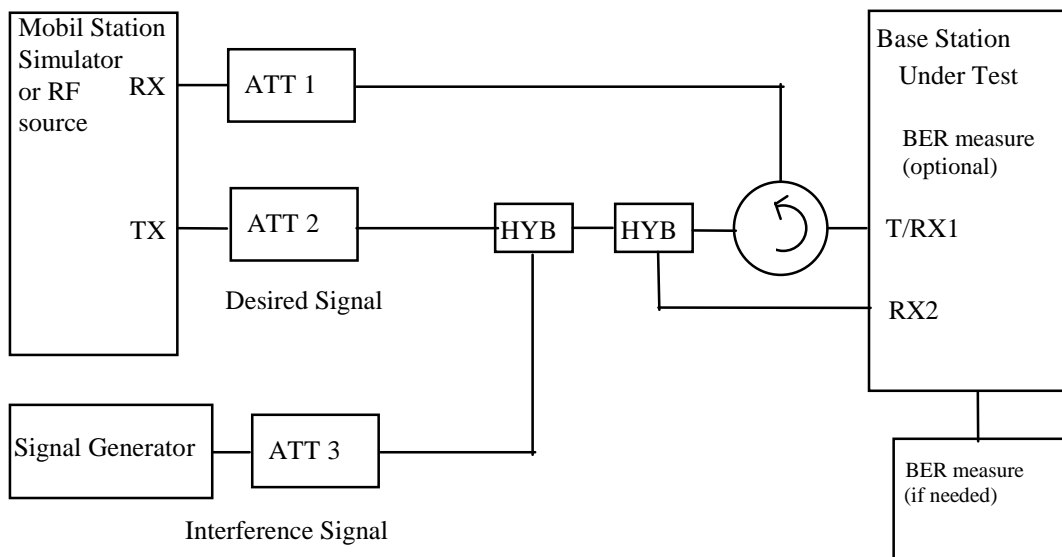 Mobil Station
Simulator
or RF
source
RX
TX
ATT 1
ATT 2
Desired Signal
HYB
HYB
Base Station
Under Test
BER measure
(optional)
T/RX1
RX2
Signal Generator
ATT 3
Interference Signal
BER measure
(if needed)